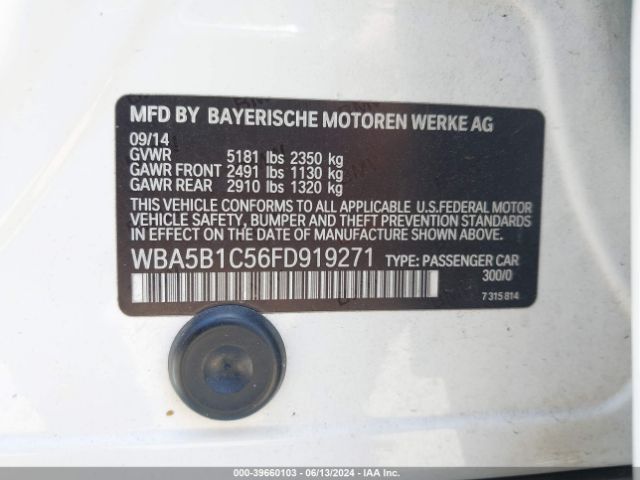 MFD BY BAYERISCHE MOTOREN WERKE AG
09/14
GVWR 5181 lbs 2350 kg
GAWR FRONT 2491 lbs 1130 kg
GAWR REAR 2910 lbs 1320 kg
THIS VEHICLE CONFORMS TO ALL APPLICABLE U.S.FEDERAL MOTOR
VEHICLE SAFETY, BUMPER AND THEFT PREVENTION STANDARDS
IN EFFECT ON THE DATE OF MANUFACTURE SHOWN ABOVE.
WBA5B1C56FD919271 TYPE: PASSENGER CAR
300/0
7 315 814
000-39660103 - 06/13/2024 - IAA Inc.